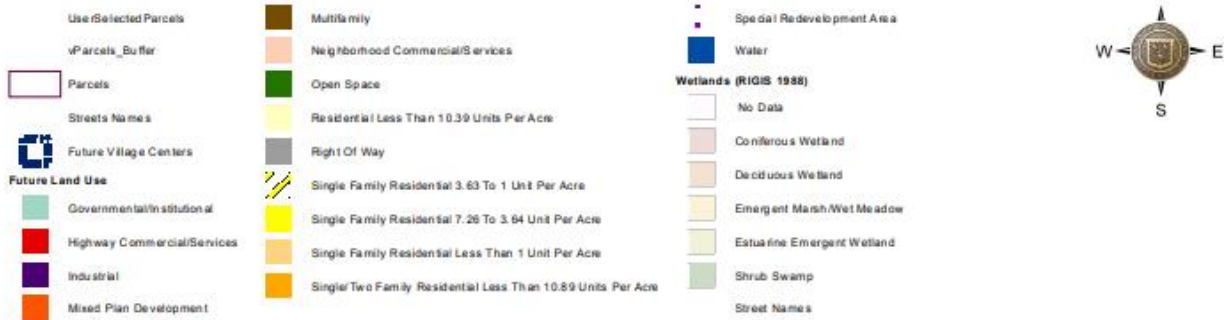 UserSelectedParcels
vParcels_Buffer
Parcels
Streets Names
Future Village Centers
Future Land Use
Governmental/Institutional
Highway Commercial/Services
Industrial
Mixed Plan Development
Multifamily
Neighborhood Commercial/Services
Open Space
Residential Less Than 10.39 Units Per Acre
Right Of Way
Single Family Residential 3.63 To 1 Unit Per Acre
Single Family Residential 7.26 To 3.64 Unit Per Acre
Single Family Residential Less Than 1 Unit Per Acre
Single/Two Family Residential Less Than 10.89 Units Per Acre
Special Redevelopment Area
Water
Wetlands (RIGIS 1988)
No Data
Coniferous Wetland
Deciduous Wetland
Emergent Marsh/Wet Meadow
Estuarine Emergent Wetland
Shrub Swamp
Street Names
W E
S